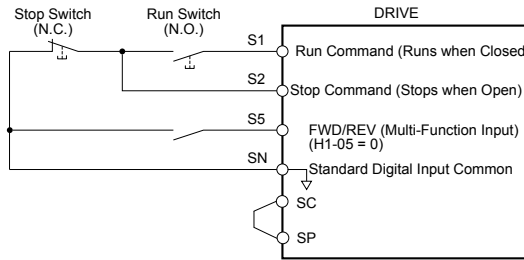 Stop Switch
(N.C.)
Run Switch
(N.O.)
DRIVE
S1
Run Command (Runs when Closed
S2
Stop Command (Stops when Open)
S5
FWD/REV (Multi-Function Input)
(H1-05 = 0)
SN
Standard Digital Input Common
SC
SP